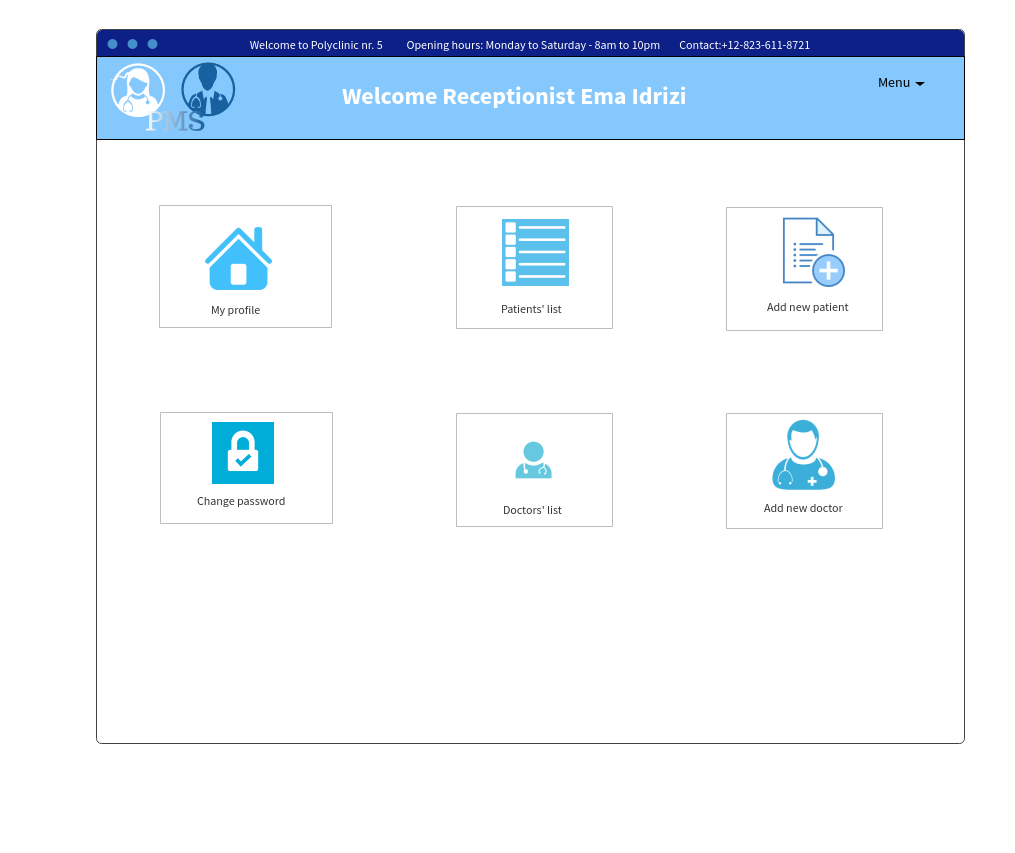 Welcome to Polyclinic nr. 5 Opening hours: Monday to Saturday - 8am to 10pm Contact:+12-823-611-8721
PMS
Welcome Receptionist Ema Idrizi
Menu
My profile
Patients' list
Add new patient
Change password
Doctors' list
Add new doctor